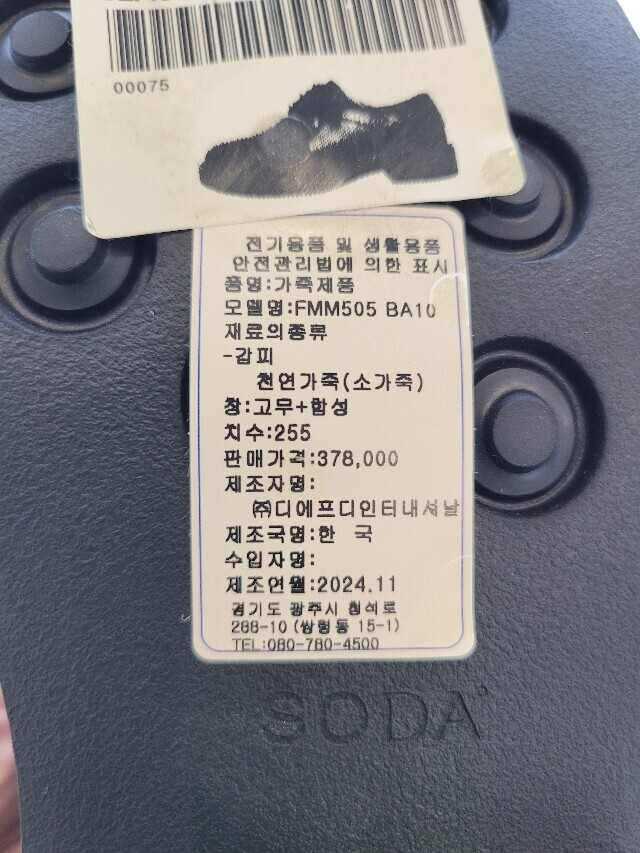 00075
전기용품 및 생활용품
안전관리법에 의한 표시
품명:가죽제품
모델명:FMM505 BA10
재료의종류
-갑피
천연가죽(소가죽)
창:고무+합성
치수:255
판매가격:378,000
제조자명:
㈜디에프디인터내셔날
제조국명:한 국
수입자명:
제조연월:2024.11
경기도 광주시 청석로
288-10 (쌍령동 15-1)
TEL:080-780-4500
SODA